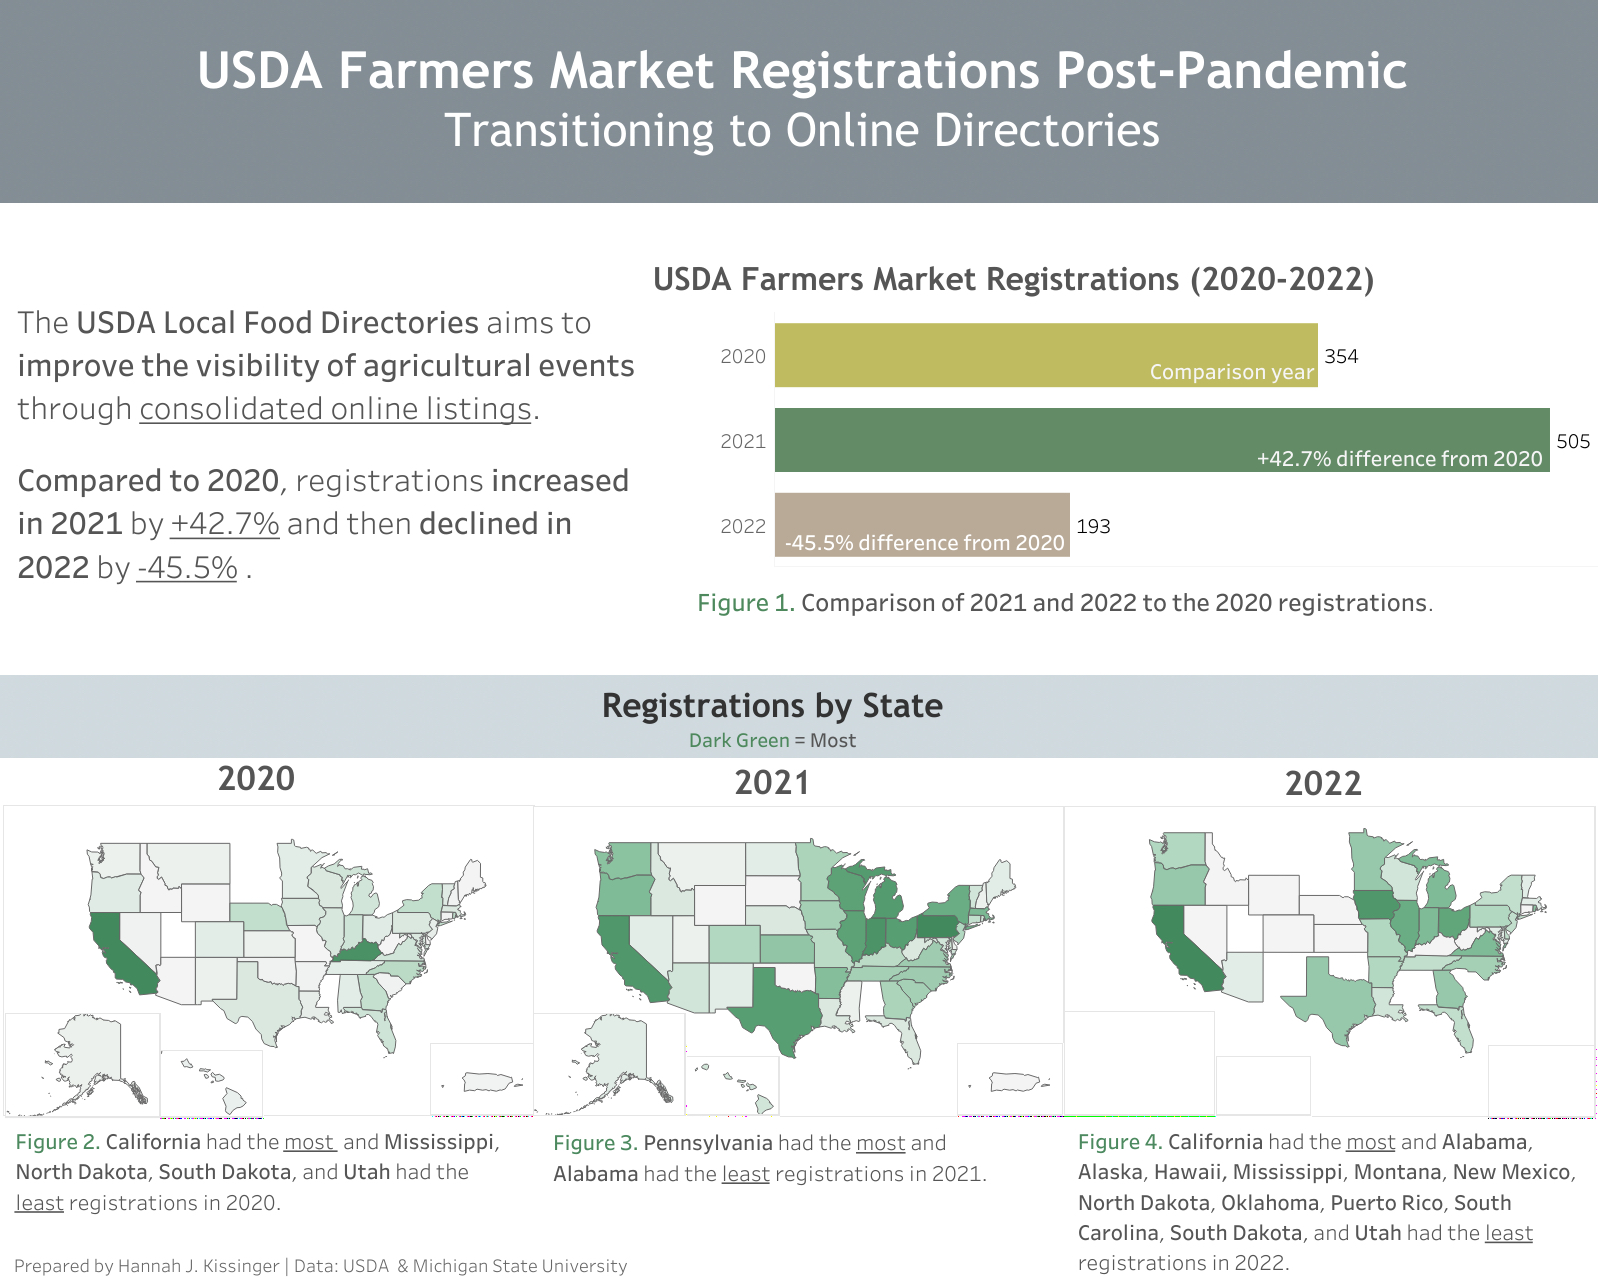 USDA Farmers Market Registrations Post-Pandemic
Transitioning to Online Directories
The USDA Local Food Directories aims to
improve the visibility of agricultural events
through consolidated online listings.
Compared to 2020, registrations increased
in 2021 by +42.7% and then declined in
2022 by -45.5% .
USDA Farmers Market Registrations (2020-2022)
2020
Comparison year
354
2021
+42.7% difference from 2020
505
2022
-45.5% difference from 2020
193
Figure 1. Comparison of 2021 and 2022 to the 2020 registrations.
Registrations by State
Dark Green = Most
2020
2021
2022
Figure 2. California had the most and Mississippi,
North Dakota, South Dakota, and Utah had the
least registrations in 2020.
Figure 3. Pennsylvania had the most and
Alabama had the least registrations in 2021.
Figure 4. California had the most and Alabama,
Alaska, Hawaii, Mississippi, Montana, New Mexico,
North Dakota, Oklahoma, Puerto Rico, South
Carolina, South Dakota, and Utah had the least
registrations in 2022.
Prepared by Hannah J. Kissinger | Data: USDA & Michigan State University